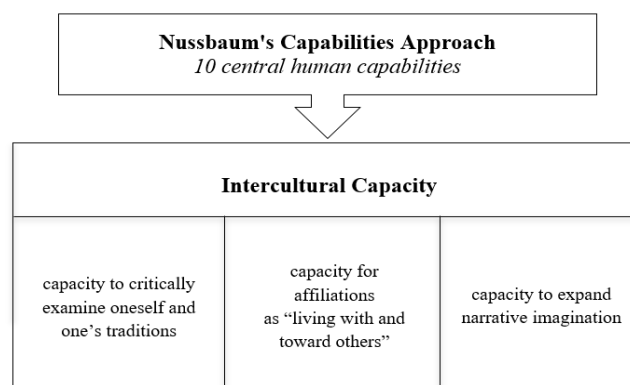 Nussbaum's Capabilities Approach
10 central human capabilities
Intercultural Capacity
capacity to critically
examine oneself and
one’s traditions
capacity for
affiliations
as “living with and
toward others”
capacity to expand
narrative imagination